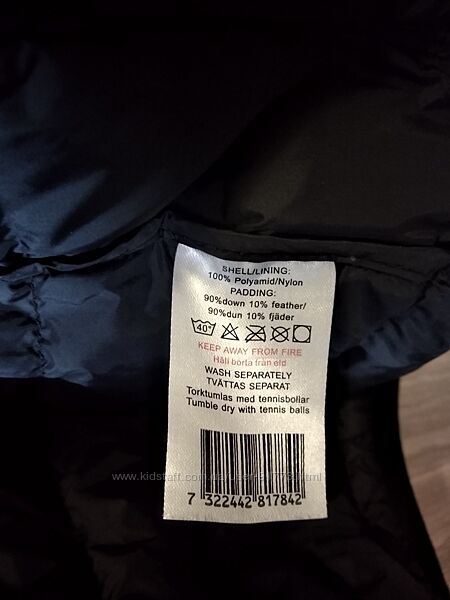 SHELL/LINING:
100% Polyamid/Nylon
PADDING:
90%down 10% feather/
90%dun 10% fjäder
40°
KEEP AWAY FROM FIRE
Håll borta från eld
WASH SEPARATELY
TVÄTTAS SEPARAT
Torktumlas med tennisbollar
Tumble dry with tennis balls
7 322442 817842